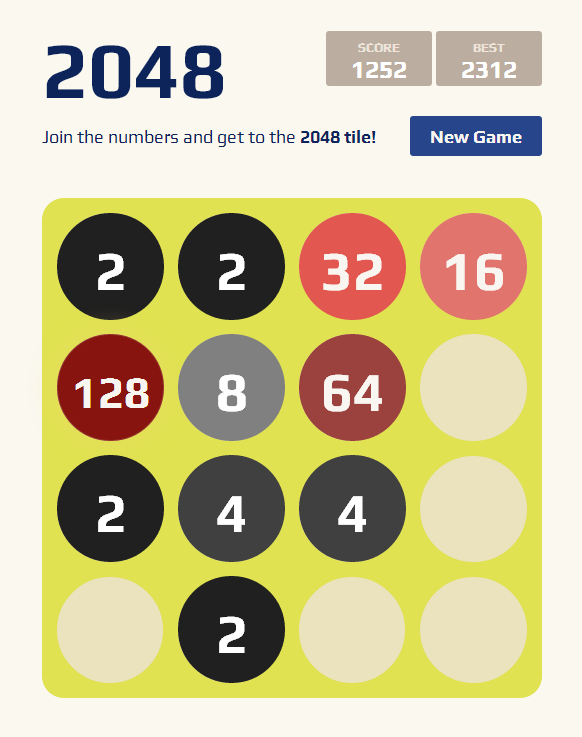 2048
SCORE
1252
BEST
2312
Join the numbers and get to the 2048 tile!
New Game
2 2 32 16
128 8 64
2 4 4
2